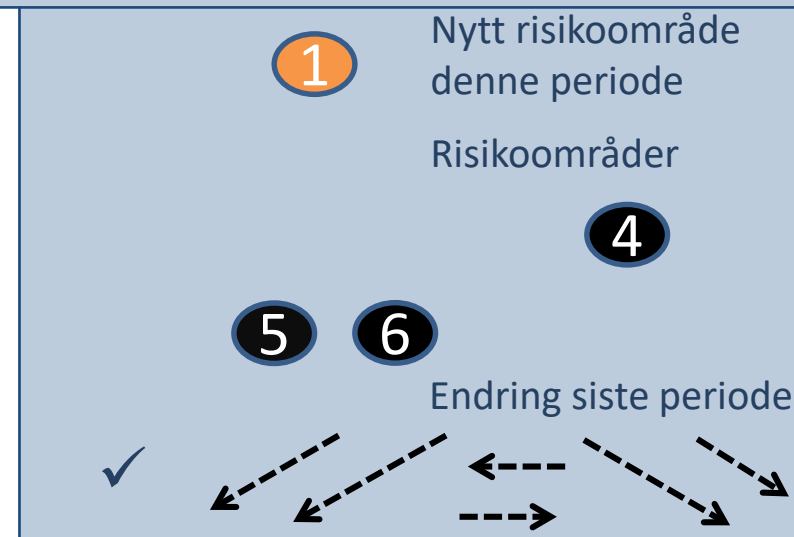 1
Nytt risikoområde
denne periode
Risikoområder
4
5 6
Endring siste periode
✓